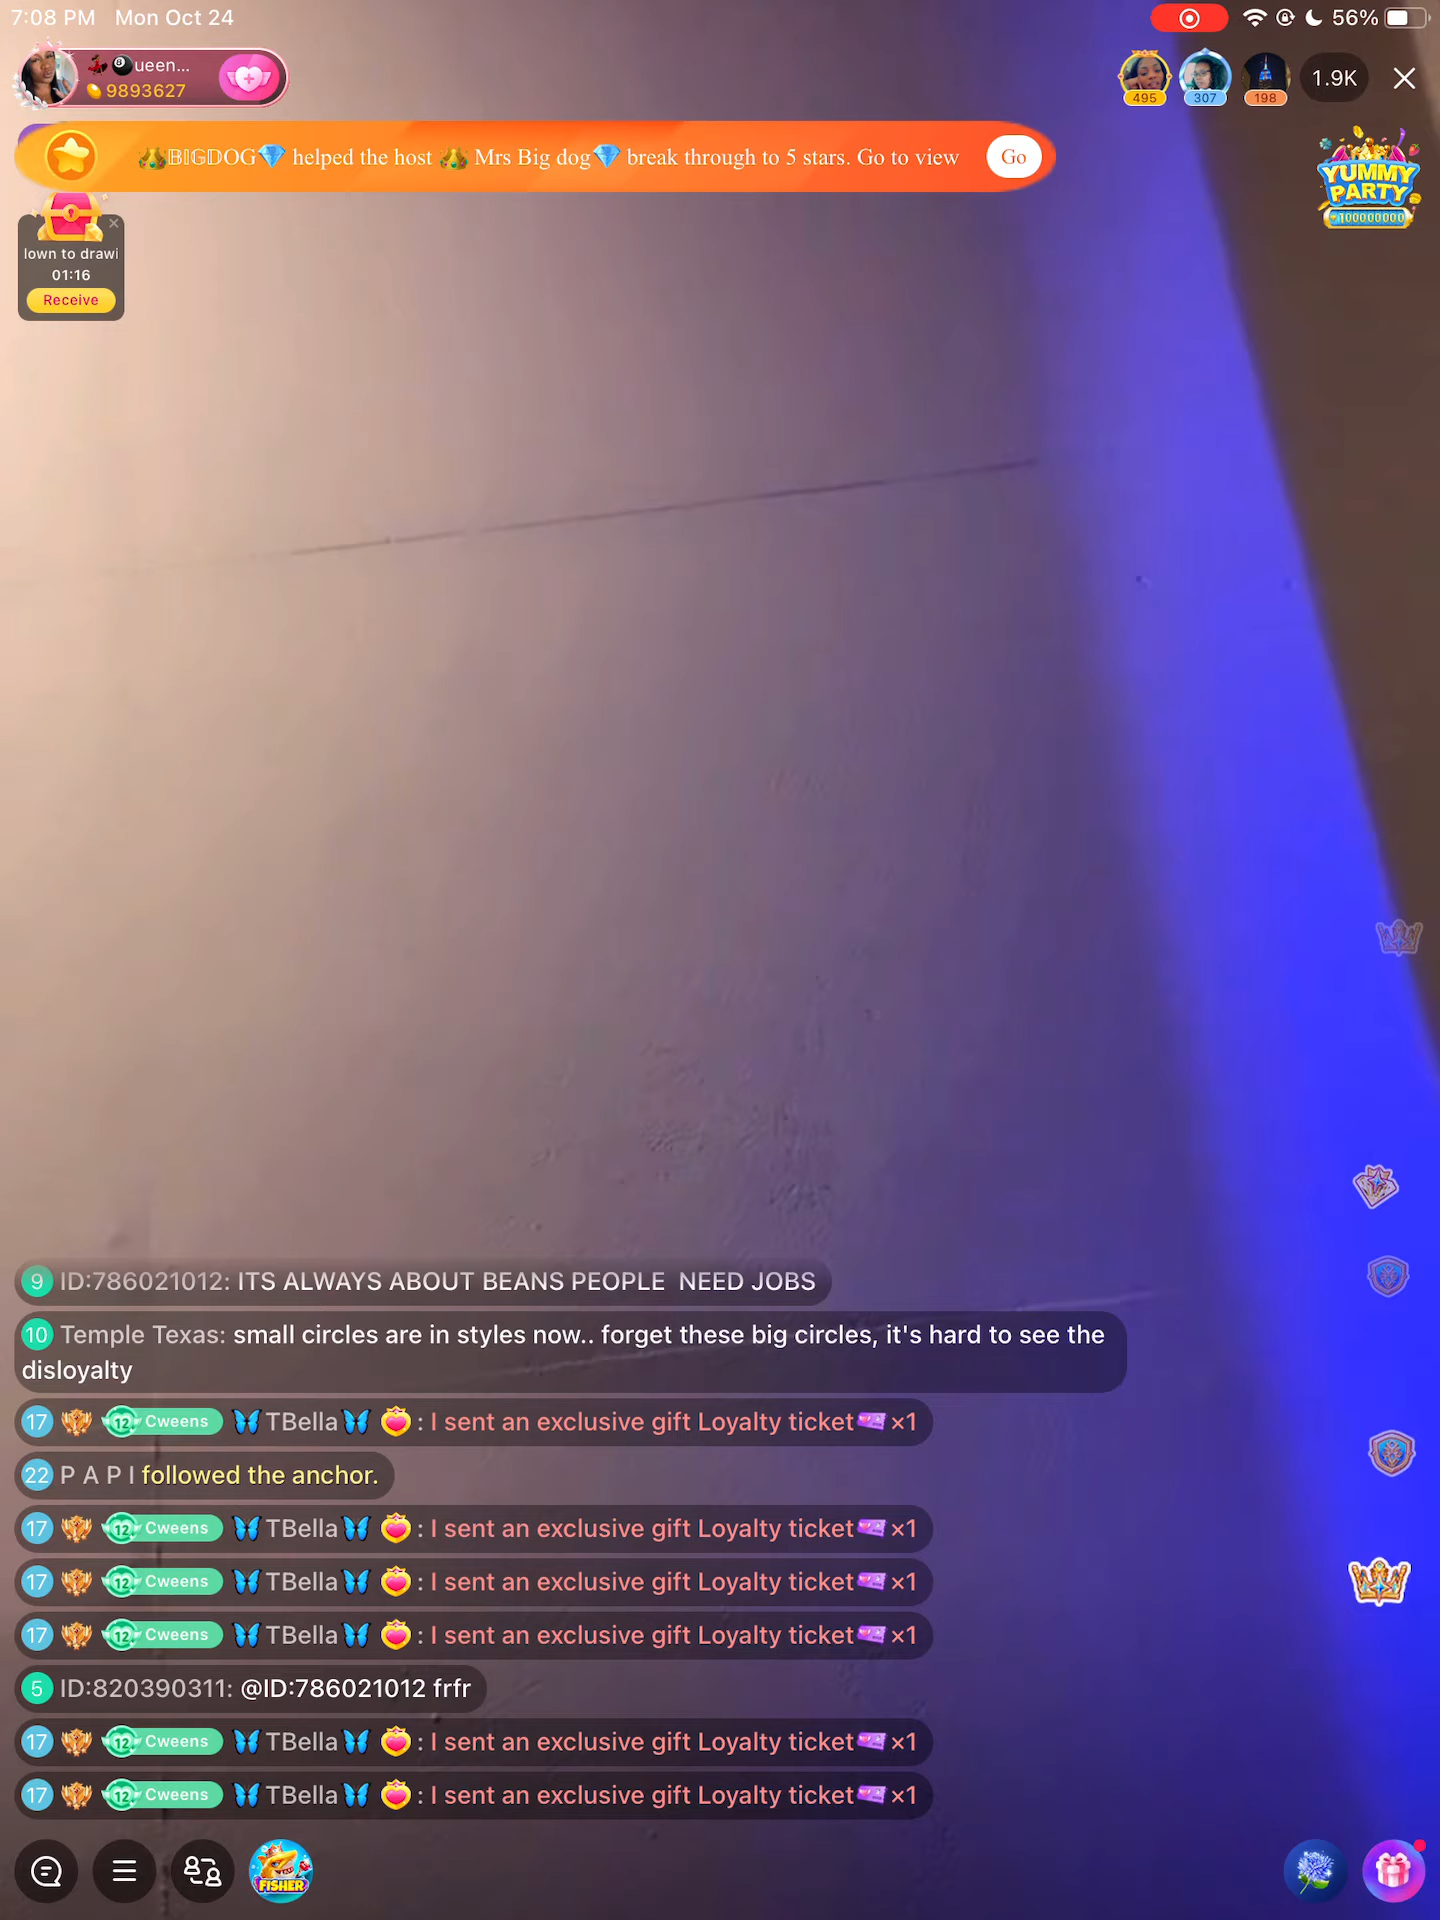 7:08 PM Mon Oct 24
56%
ueen...
9893627
495
307
198
1.9K
BIGDOG helped the host Mrs Big dog break through to 5 stars. Go to view
Go
YUMMY
PARTY
100000000
lown to drawi
01:16
Receive
9 ID:786021012: ITS ALWAYS ABOUT BEANS PEOPLE NEED JOBS
10 Temple Texas: small circles are in styles now.. forget these big circles, it's hard to see the
disloyalty
17 12 Cweens TBella : I sent an exclusive gift Loyalty ticket ×1
22 P A P I followed the anchor.
17 12 Cweens TBella : I sent an exclusive gift Loyalty ticket ×1
17 12 Cweens TBella : I sent an exclusive gift Loyalty ticket ×1
17 12 Cweens TBella : I sent an exclusive gift Loyalty ticket ×1
5 ID:820390311: @ID:786021012 frfr
17 12 Cweens TBella : I sent an exclusive gift Loyalty ticket ×1
17 12 Cweens TBella : I sent an exclusive gift Loyalty ticket ×1
FISHER